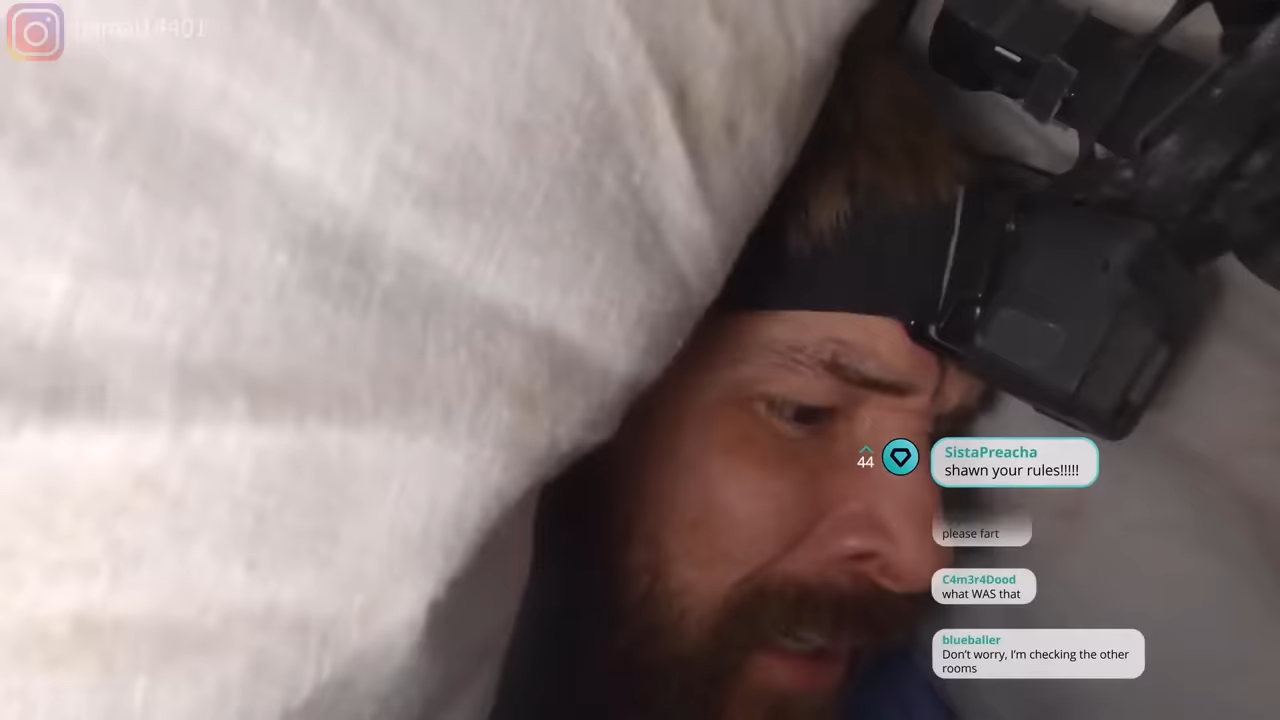 44
SistaPreacha
shawn your rules!!!!!
please fart
C4m3r4Dood
what WAS that
blueballer
Don't worry, I'm checking the other
rooms